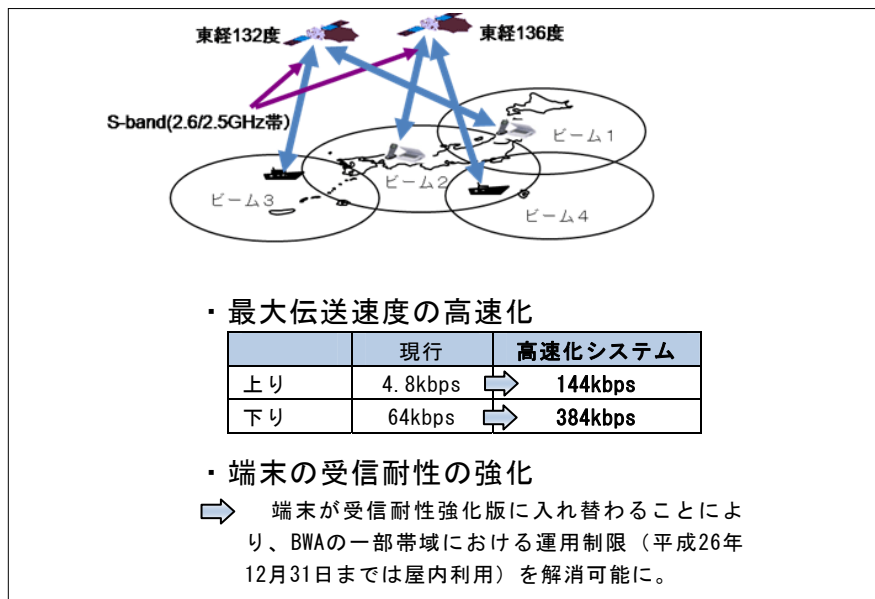 東経132度
東経136度
S-band(2.6/2.5GHz帯)
ビーム1
ビーム2
ビーム3
ビーム4
・最大伝送速度の高速化
現行 高速化システム
上り 4.8kbps 144kbps
下り 64kbps 384kbps
・端末の受信耐性の強化
端末が受信耐性強化版に入れ替わることによ
り、BWAの一部帯域における運用制限（平成26年
12月31日までは屋内利用）を解消可能に。